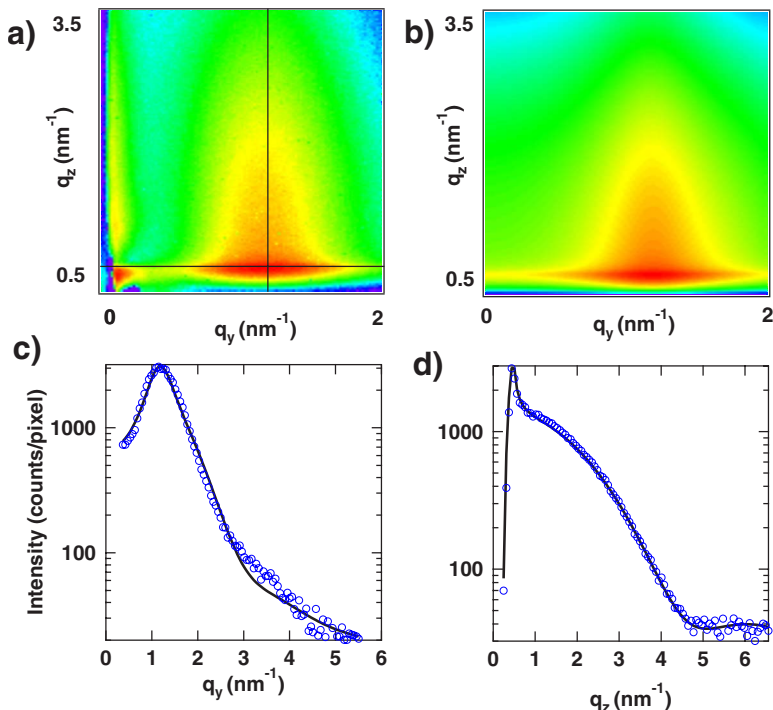 a)
3.5
q_z (nm^-1)
0.5
0
q_y (nm^-1)
2
b)
3.5
q_z (nm^-1)
0.5
0
q_y (nm^-1)
2
c)
Intensity (counts/pixel)
1000
100
0 1 2 3 4 5 6
q_y (nm^-1)
d)
1000
100
0 1 2 3 4 5 6
q_z (nm^-1)